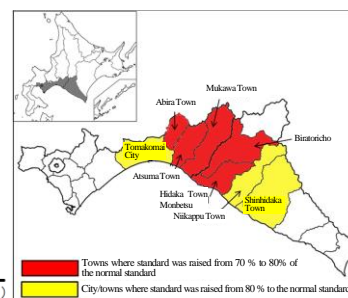 Mukawa Town
Abira Town
Biratoricho
Tomakomai
City
Atsuma Town
Hidaka Town
Monbetsu
Niikappu Town
Shinhidaka
Town
Towns where standard was raised from 70 % to 80% of
the normal standard
City/towns where standard was raised from 80 % to the normal standard